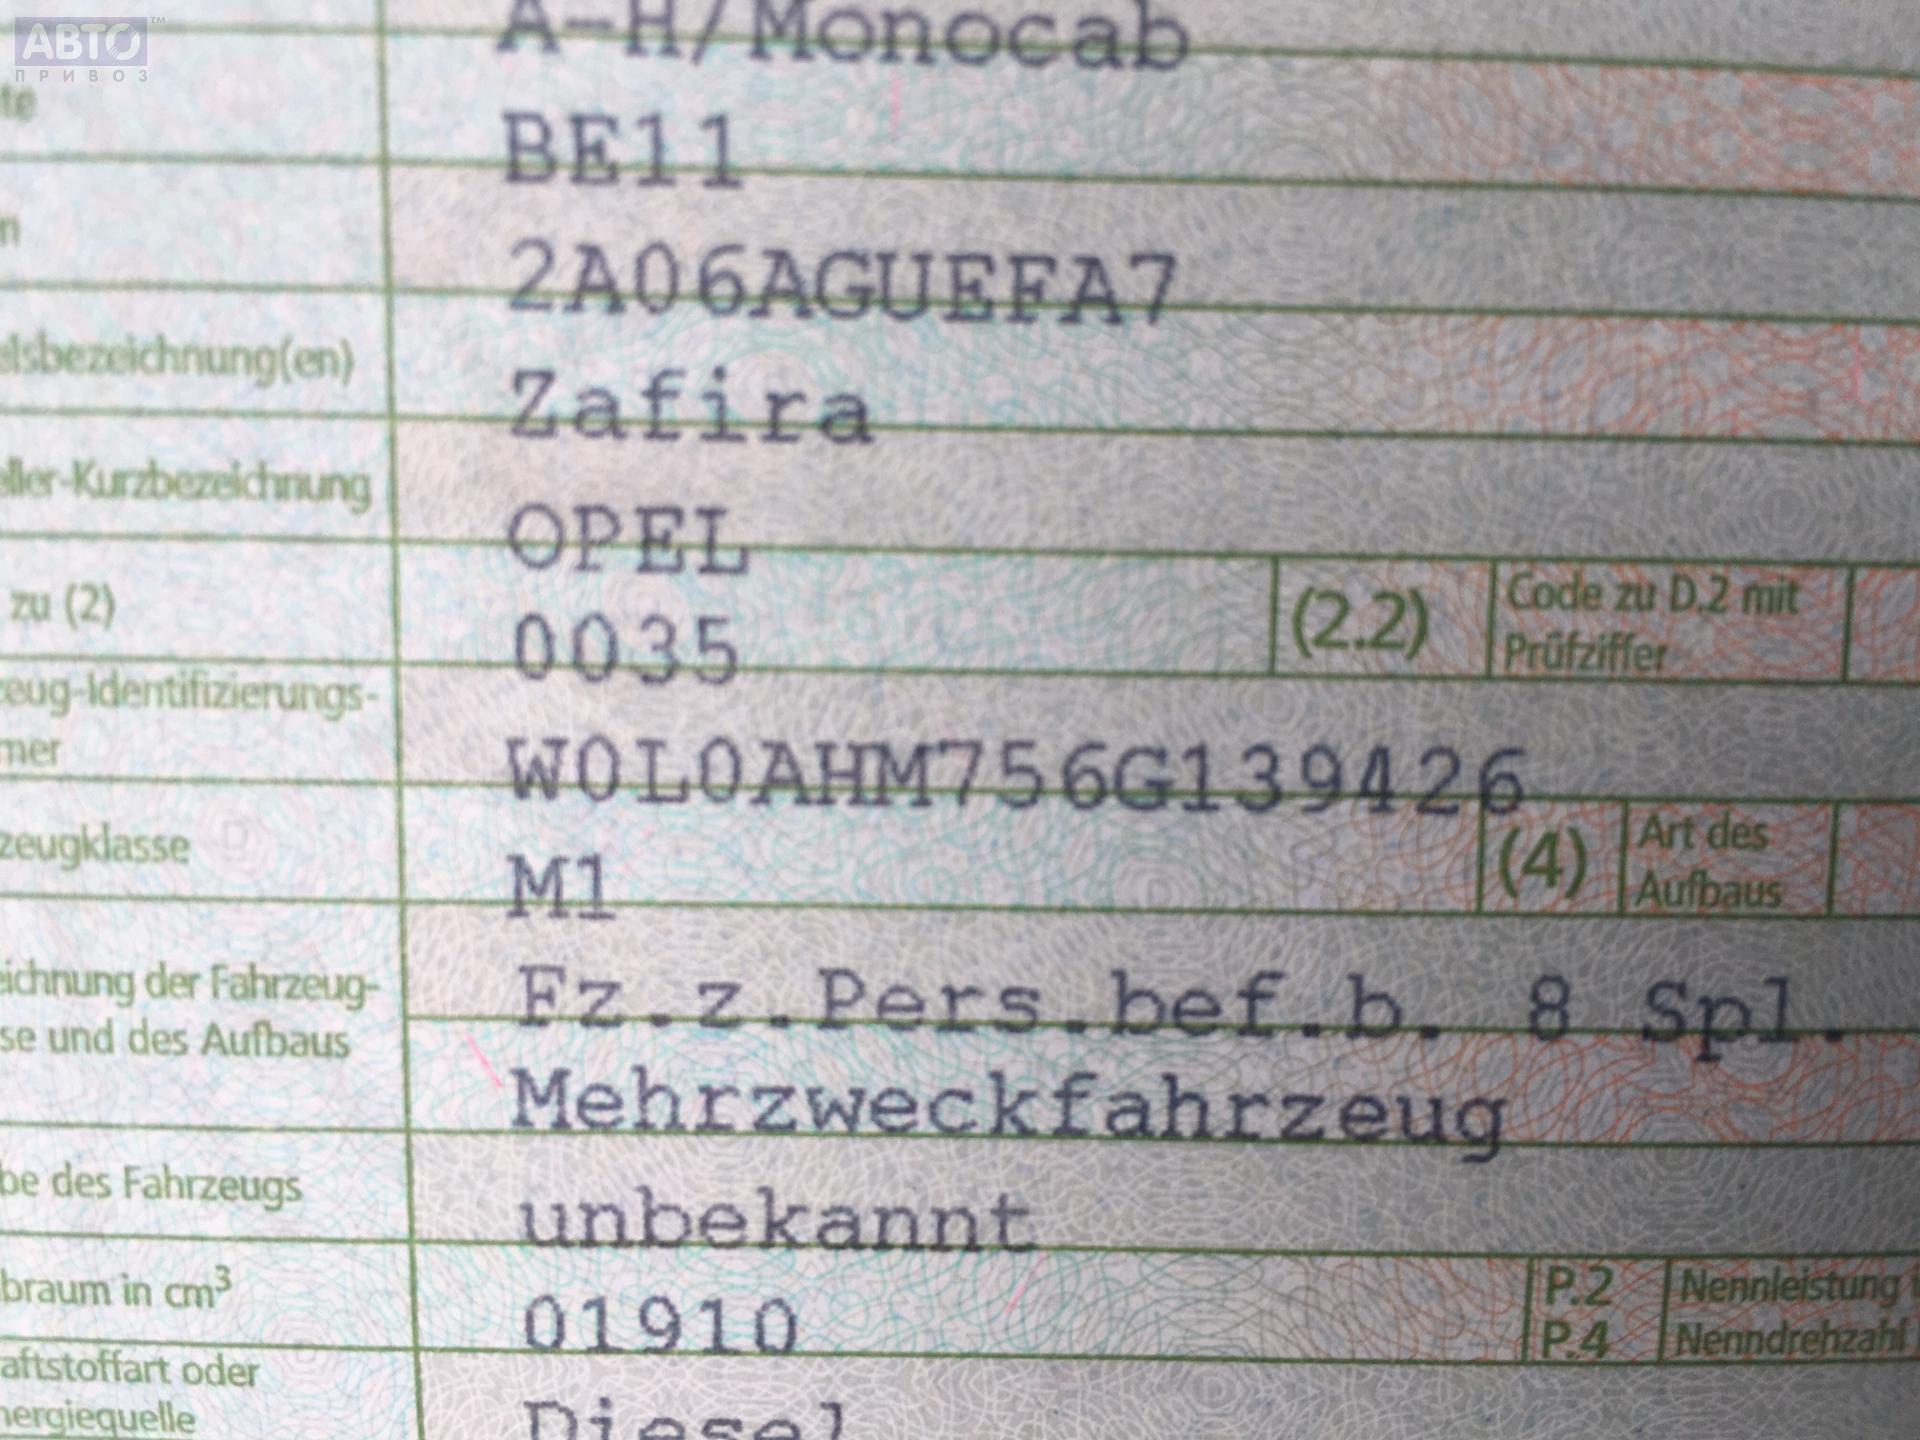 АВТО™
ПРИВОЗ
A-H/Monocab
te
BE11
n
2A06AGUEFA7
elsbezeichnung(en)
Zafira
eller-Kurzbezeichnung
OPEL
zu (2)
0035
(2.2)
Code zu D.2 mit
Prüfziffer
zeug-Identifizierungs-
mer
W0L0AHM756G139426
zeugklasse
M1
(4)
Art des
Aufbaus
eichnung der Fahrzeug-
se und des Aufbaus
Fz.z.Pers.bef.b. 8 Spl.
Mehrzweckfahrzeug
be des Fahrzeugs
unbekannt
braum in cm³
01910
P.2
P.4
Nennleistung i
Nenndrehzahl
aftstoffart oder
nergiequelle
Diesel